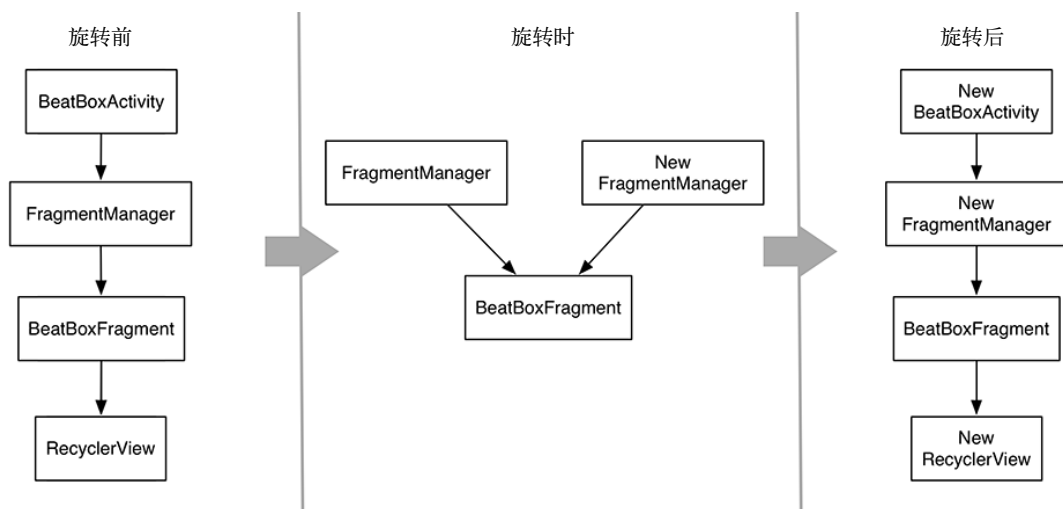 旋转前
旋转时
旋转后
BeatBoxActivity
FragmentManager
BeatBoxFragment
RecyclerView
FragmentManager
New
FragmentManager
BeatBoxFragment
New
BeatBoxActivity
New
FragmentManager
BeatBoxFragment
New
RecyclerView